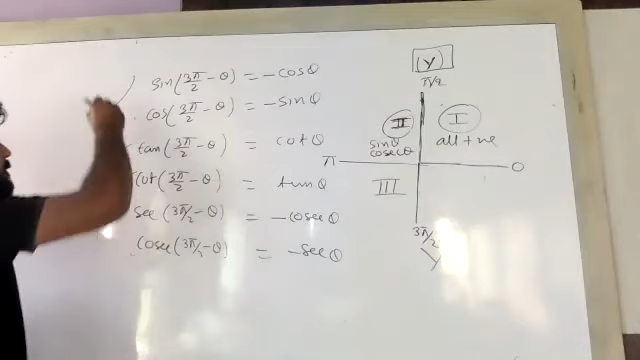 sin(3π/2 - θ) = -cosθ
cos(3π/2 - θ) = -sinθ
tan(3π/2 - θ) = cotθ
cot(3π/2 - θ) = tanθ
sec(3π/2 - θ) = -cosecθ
cosec(3π/2 - θ) = -secθ
(Y)
π/2
II
I
sinθ
cosecθ
all +ve
π
0
III
3π/2
Y